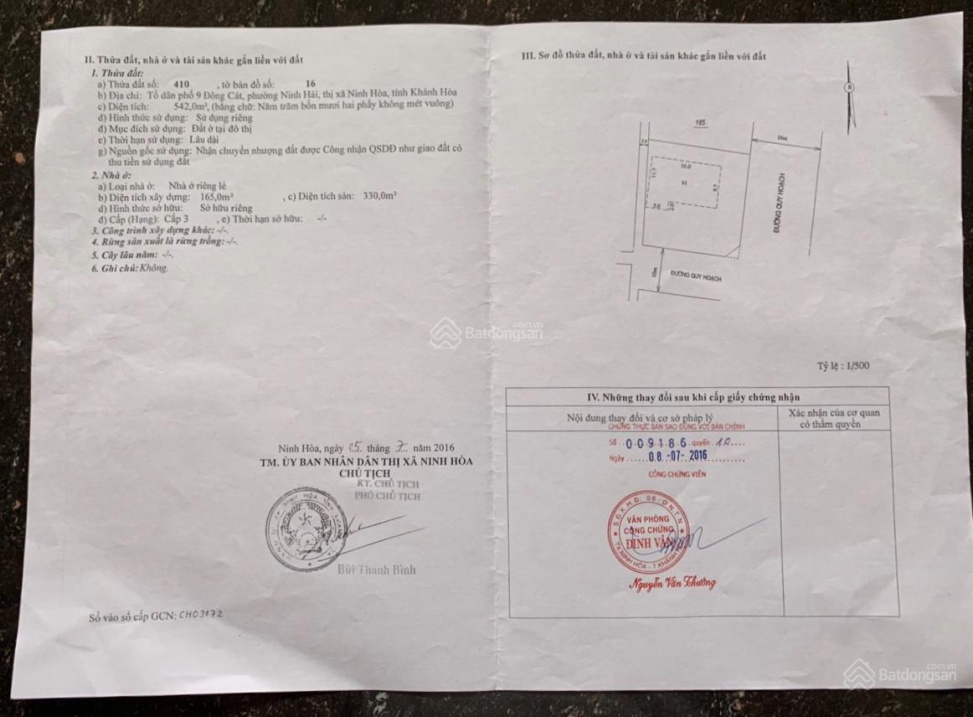 II. Thửa đất, nhà ở và tài sản khác gắn liền với đất
1. Thửa đất:
a) Thửa đất số: 410 , tờ bản đồ số: 16
b) Địa chỉ: Tổ dân phố 9 Đông Cát, phường Ninh Hải, thị xã Ninh Hòa, tỉnh Khánh Hòa
c) Diện tích: 542,0m², (bằng chữ: Năm trăm bốn mươi hai phẩy không mét vuông)
d) Hình thức sử dụng: Sử dụng riêng
đ) Mục đích sử dụng: Đất ở tại đô thị
e) Thời hạn sử dụng: Lâu dài
g) Nguồn gốc sử dụng: Nhận chuyển nhượng đất được Công nhận QSDĐ như giao đất có
thu tiền sử dụng đất
2. Nhà ở:
a) Loại nhà ở: Nhà ở riêng lẻ
b) Diện tích xây dựng: 165,0m² , c) Diện tích sàn: 330,0m²
d) Hình thức sở hữu: Sở hữu riêng
đ) Cấp (Hạng): Cấp 3 , e) Thời hạn sở hữu: -/-
3. Công trình xây dựng khác: -/-
4. Rừng sản xuất là rừng trồng: -/-
5. Cây lâu năm: -/-
6. Ghi chú: Không.
Ninh Hòa, ngày 05 tháng 7 năm 2016
TM. ỦY BAN NHÂN DÂN THỊ XÃ NINH HÒA
CHỦ TỊCH
KT. CHỦ TỊCH
PHÓ CHỦ TỊCH
Bùi Thanh Bình
Số vào sổ cấp GCN: CH03172
III. Sơ đồ thửa đất, nhà ở và tài sản khác gắn liền với đất
185
ĐƯỜNG QUY HOẠCH
ĐƯỜNG QUY HOẠCH
Tỷ lệ : 1/500
IV. Những thay đổi sau khi cấp giấy chứng nhận
Nội dung thay đổi và cơ sở pháp lý
Xác nhận của cơ quan
có thẩm quyền
CHỨNG THỰC BẢN SAO ĐÚNG VỚI BẢN CHÍNH
Số 009186 quyển 10
Ngày 08 -07- 2016
CÔNG CHỨNG VIÊN
VĂN PHÒNG
CÔNG CHỨNG
ĐINH VĂN
Nguyễn Văn Thưởng
Batdongsan.com.vn
Batdongsan.com.vn